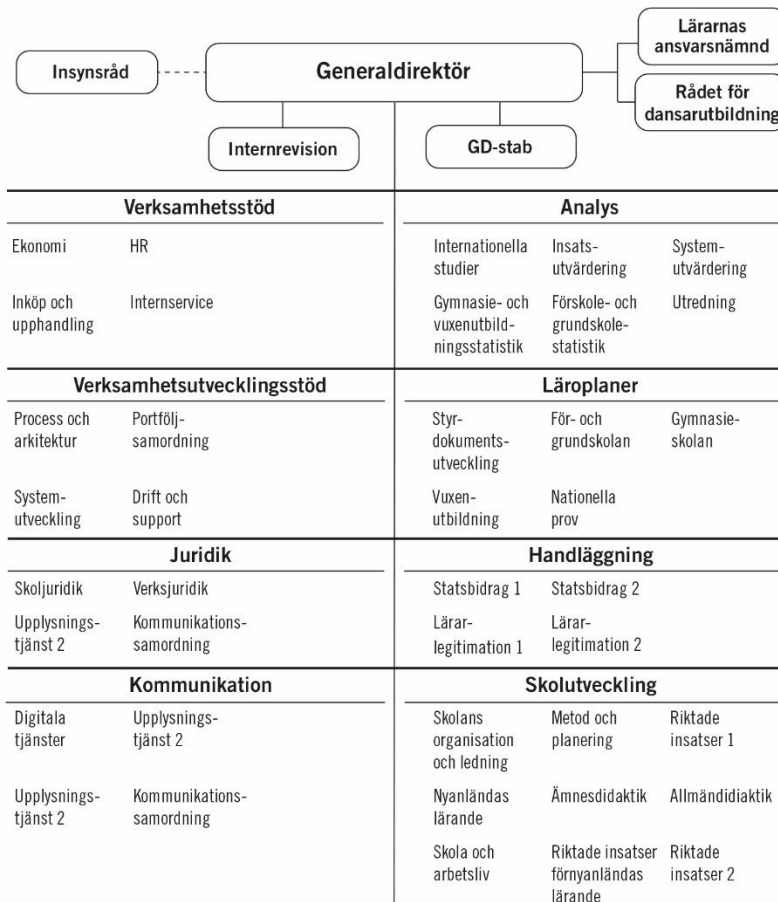 Lärarnas
ansvarsnämnd
Insynsråd
Generaldirektör
Rådet för
dansarutbildning
Internrevision
GD-stab
Verksamhetsstöd
Ekonomi
HR
Inköp och
upphandling
Internservice
Analys
Internationella
studier
Insats-
utvärdering
System-
utvärdering
Gymnasie- och
vuxenutbild-
ningsstatistik
Förskole- och
grundskole-
statistik
Utredning
Verksamhetsutvecklingsstöd
Process och
arkitektur
Portfölj-
samordning
System-
utveckling
Drift och
support
Läroplaner
Styr-
dokuments-
utveckling
För- och
grundskolan
Gymnasie-
skolan
Vuxen-
utbildning
Nationella
prov
Juridik
Skoljuridik
Verksjuridik
Upplysnings-
tjänst 2
Kommunikations-
samordning
Handläggning
Statsbidrag 1
Statsbidrag 2
Lärar-
legitimation 1
Lärar-
legitimation 2
Kommunikation
Digitala
tjänster
Upplysnings-
tjänst 2
Upplysnings-
tjänst 2
Kommunikations-
samordning
Skolutveckling
Skolans
organisation
och ledning
Metod och
planering
Riktade
insatser 1
Nyanländas
lärande
Ämnesdidaktik
Allmändidiaktik
Skola och
arbetsliv
Riktade insatser
förnyanländas
lärande
Riktade
insatser 2